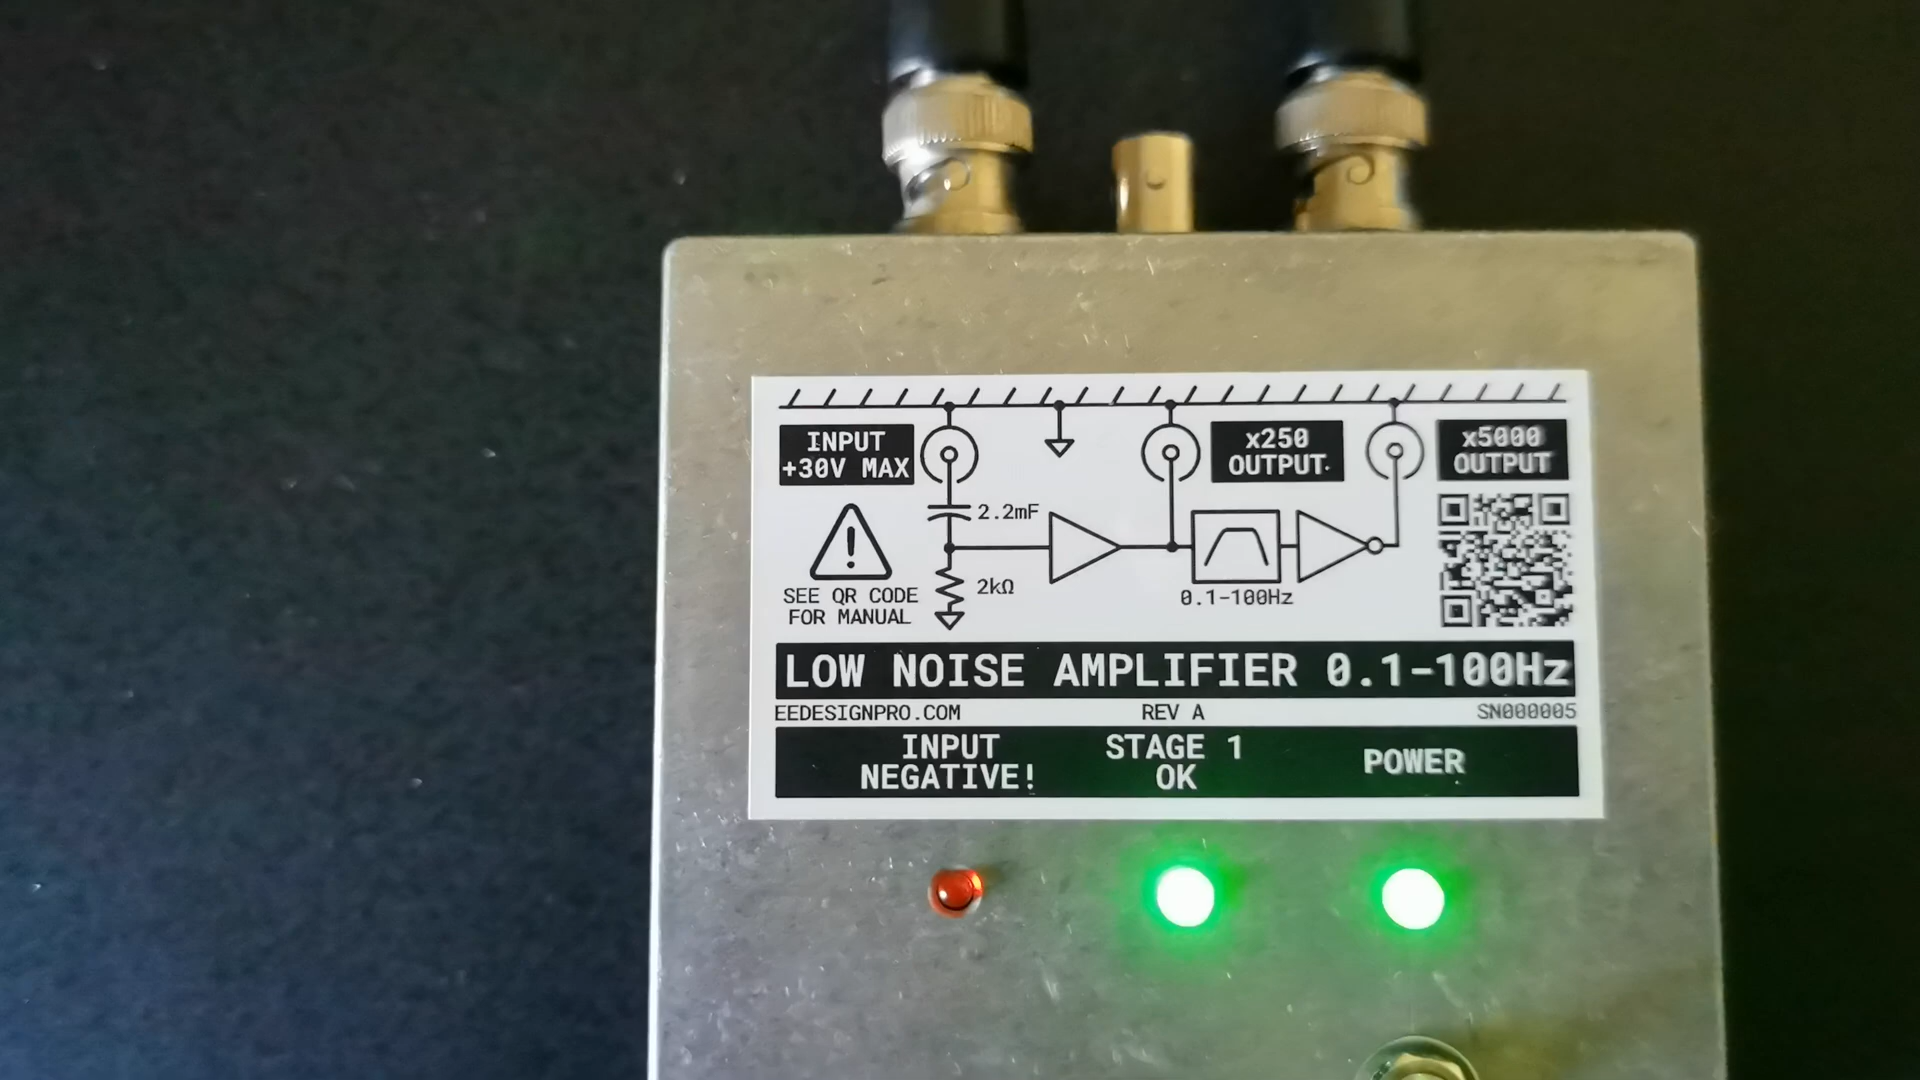 INPUT
+30V MAX
x250
OUTPUT
x5000
OUTPUT
2.2mF
2kΩ
0.1-100Hz
SEE QR CODE
FOR MANUAL
LOW NOISE AMPLIFIER 0.1-100Hz
EEDESIGNPRO.COM REV A SN000005
INPUT
NEGATIVE!
STAGE 1
OK
POWER